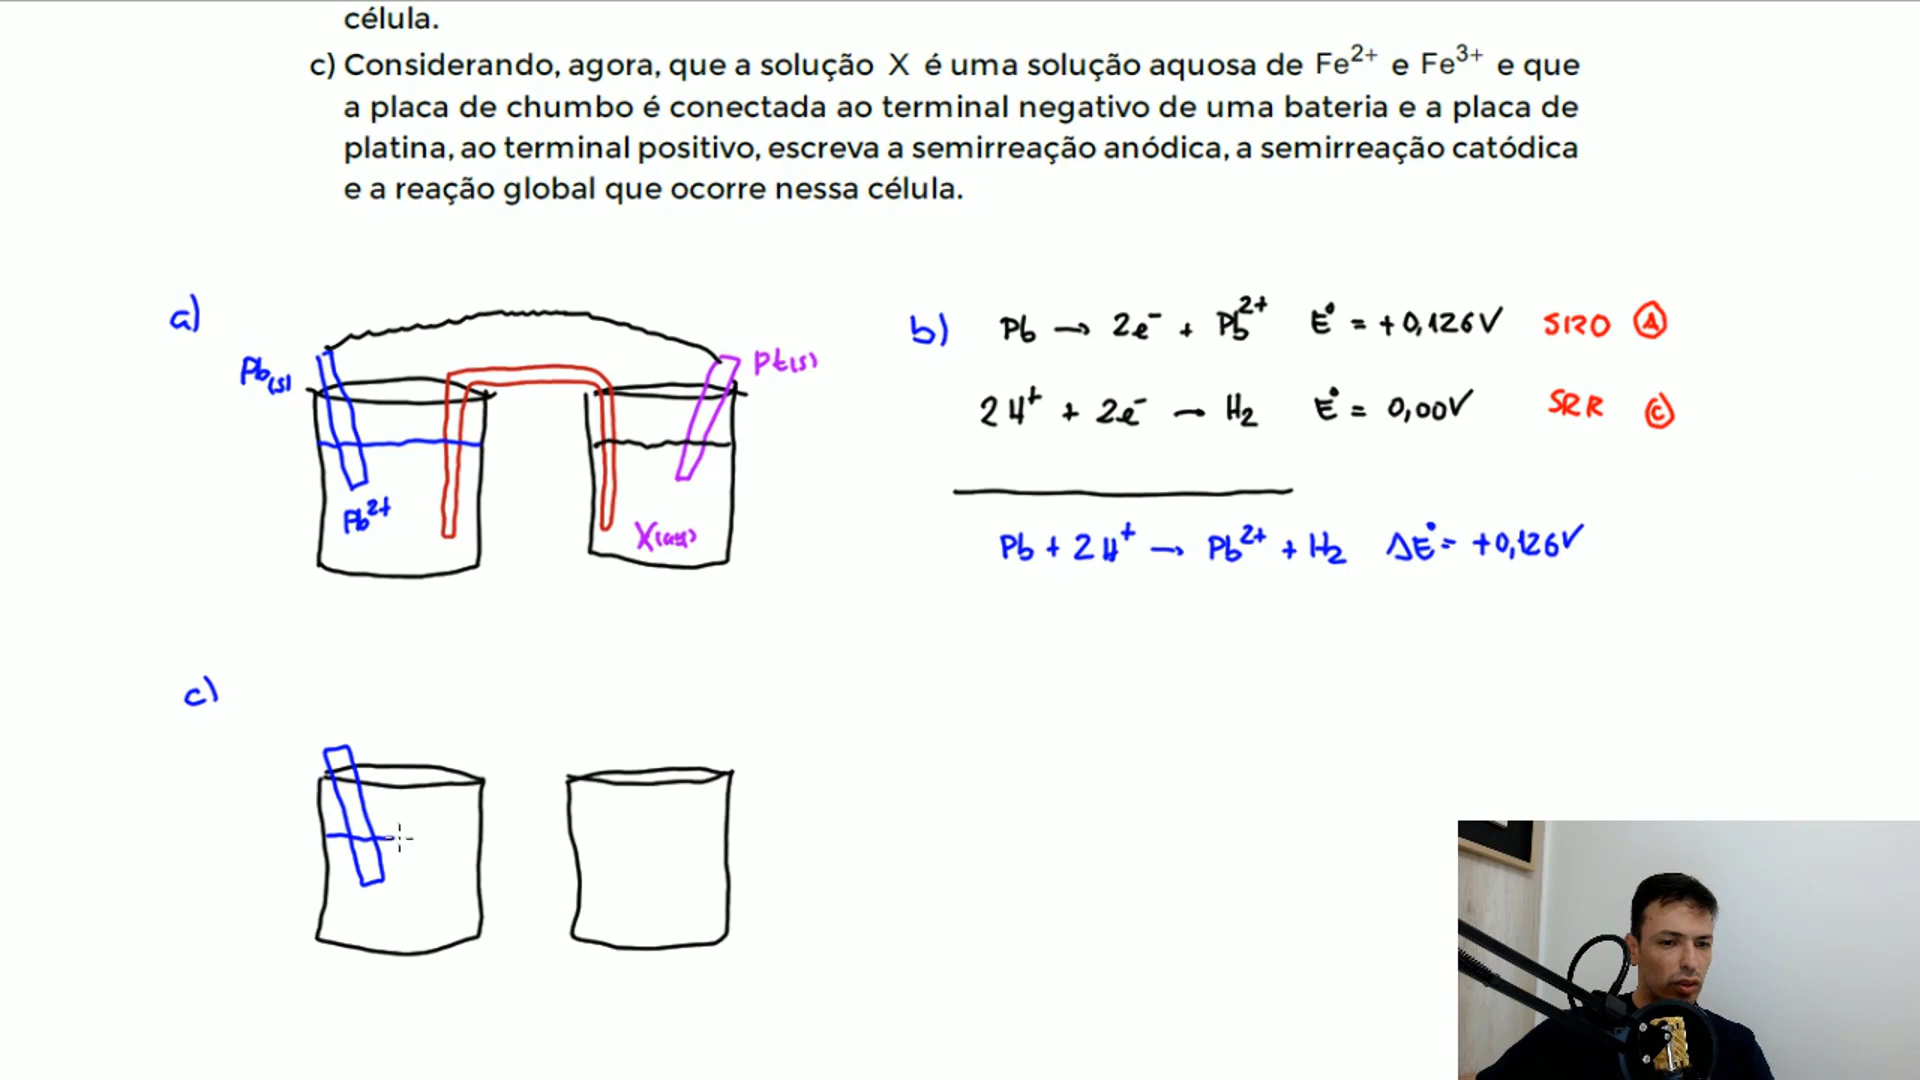 célula.
c) Considerando, agora, que a solução X é uma solução aquosa de Fe²⁺ e Fe³⁺ e que
a placa de chumbo é conectada ao terminal negativo de uma bateria e a placa de
platina, ao terminal positivo, escreva a semirreação anódica, a semirreação catódica
e a reação global que ocorre nessa célula.
a)
Pb(s)
Pt(s)
Pb²⁺
X(aq)
b) Pb → 2e⁻ + Pb²⁺ E° = +0,126V SRO A
2H⁺ + 2e⁻ → H₂ E° = 0,00V SRR C
Pb + 2H⁺ → Pb²⁺ + H₂ ΔE° = +0,126V
c)